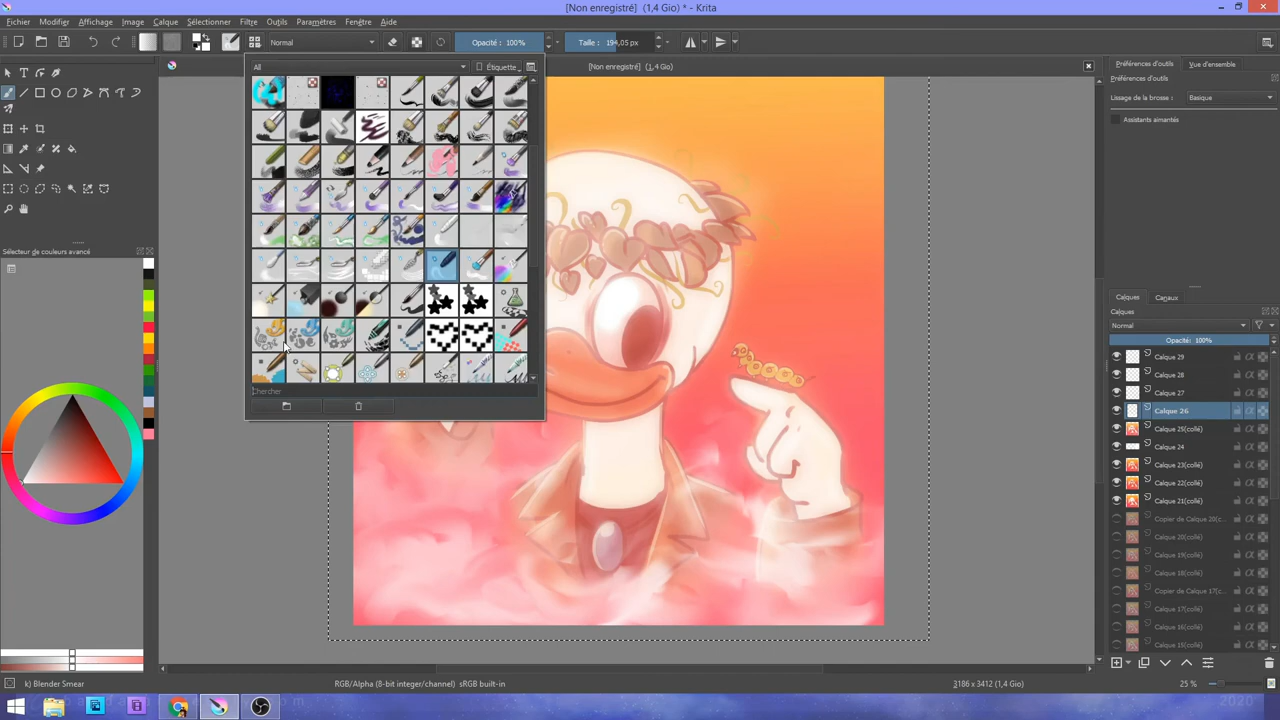 [Non enregistré] (1,4 Gio) * - Krita
Fichier Modifier Affichage Image Calque Sélectionner Filtre Outils Paramètres Fenêtre Aide
Normal
Opacité : 100%
Taille : 194,05 px
All
Étiquette
[Non enregistré] (1,4 Gio)
Préférences d'outils
Vue d'ensemble
Préférences d'outils
Lissage de la brosse :
Basique
Assistants aimantés
Sélecteur de couleurs avancé
Chercher
Calques
Canaux
Calques
Normal
Opacité : 100%
Calque 29
Calque 28
Calque 27
Calque 26
Calque 25(collé)
Calque 24
Calque 23(collé)
Calque 22(collé)
Calque 21(collé)
Copier de Calque 20(c...
Calque 20(collé)
Calque 19(collé)
Calque 18(collé)
Copier de Calque 17(c...
Calque 17(collé)
Calque 16(collé)
Calque 15(collé)
k) Blender Smear
RGB/Alpha (8-bit integer/channel) sRGB built-in
3186 x 3412 (1,4 Gio)
25 %
2020